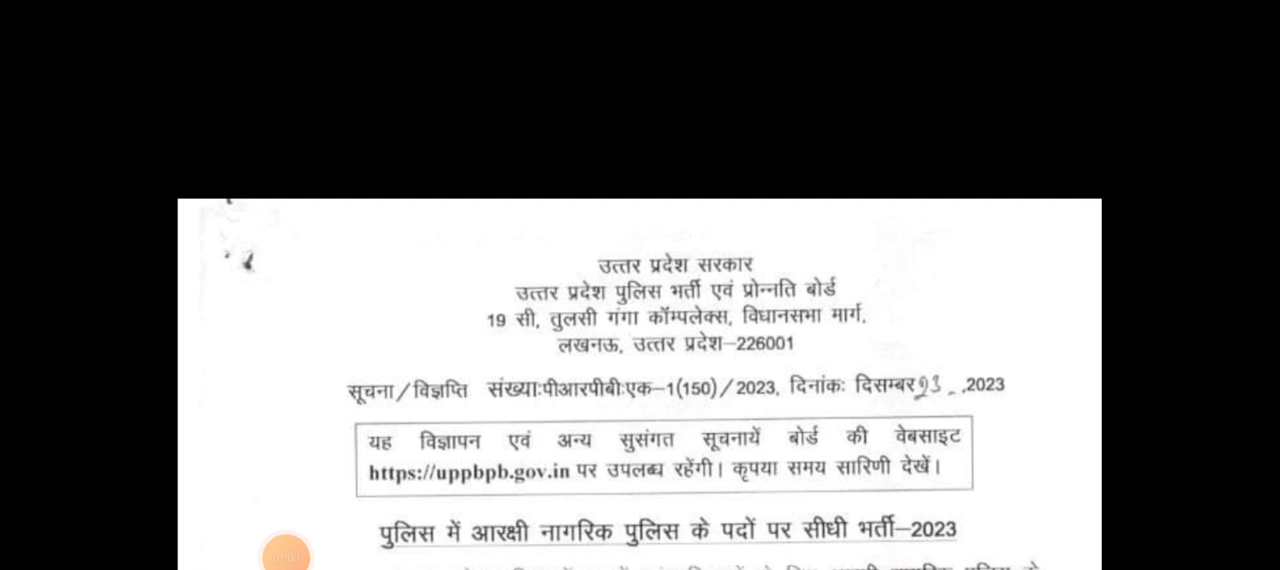 उत्तर प्रदेश सरकार
उत्तर प्रदेश पुलिस भर्ती एवं प्रोन्नति बोर्ड
19 सी, तुलसी गंगा कॉम्पलेक्स, विधानसभा मार्ग,
लखनऊ, उत्तर प्रदेश–226001
सूचना/विज्ञप्ति संख्याःपीआरपीबीःएक–1(150)/2023, दिनांकः दिसम्बर 23 ,2023
यह विज्ञापन एवं अन्य सुसंगत सूचनायें बोर्ड की वेबसाइट
https://uppbpb.gov.in पर उपलब्ध रहेंगी। कृपया समय सारिणी देखें।
पुलिस में आरक्षी नागरिक पुलिस के पदों पर सीधी भर्ती–2023
01:00